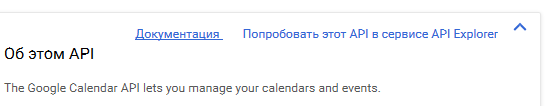 Документация Попробовать этот API в сервисе API Explorer
Об этом API
The Google Calendar API lets you manage your calendars and events.